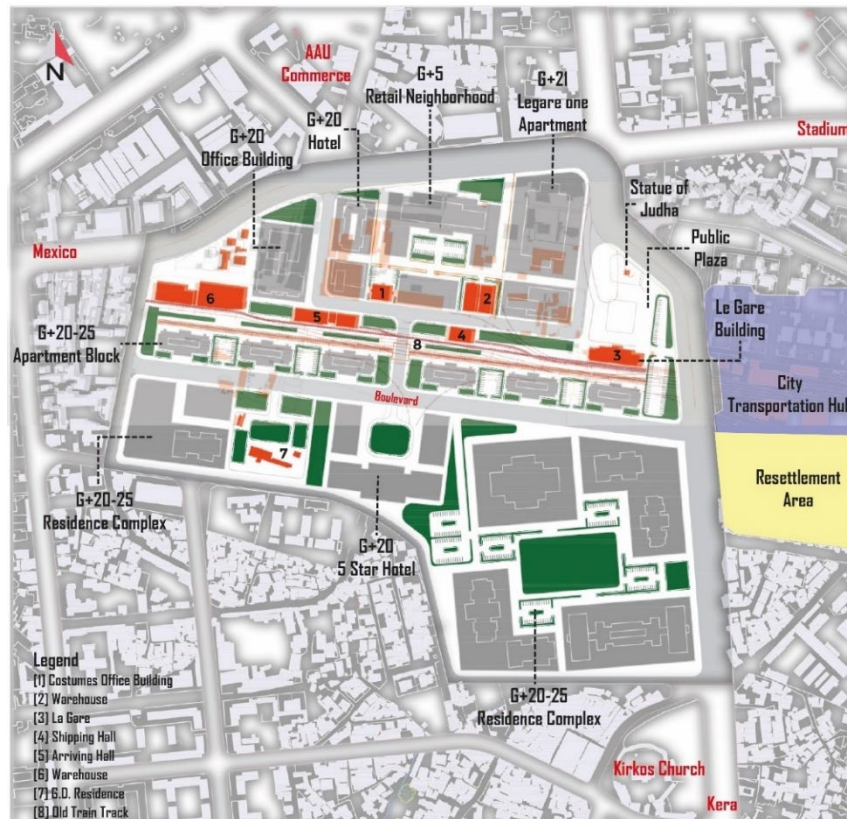 N
AAU
Commerce
G+5
Retail Neighborhood
G+21
Legare one
Apartment
G+20
Hotel
G+20
Office Building
Stadium
Statue of
Judha
Public
Plaza
Mexico
6
1
2
5
4
3
8
Le Gare
Building
G+20-25
Apartment Block
City
Transportation Hub
Boulevard
7
Resettlement
Area
G+20-25
Residence Complex
G+20
5 Star Hotel
Legend
[1] Costumes Office Building
[2] Warehouse
[3] La Gare
[4] Shipping Hall
[5] Arriving Hall
[6] Warehouse
[7] G.D. Residence
[8] Old Train Track
G+20-25
Residence Complex
Kirkos Church
Kera